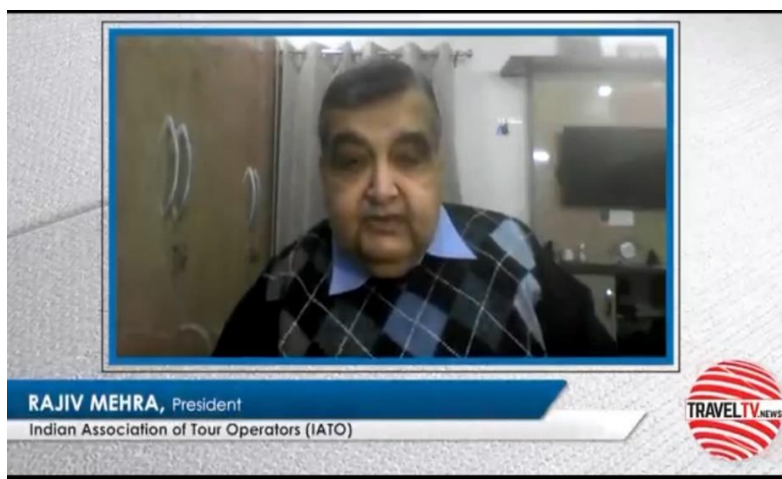 RAJIV MEHRA, President
Indian Association of Tour Operators (IATO)
TRAVELTV.NEWS